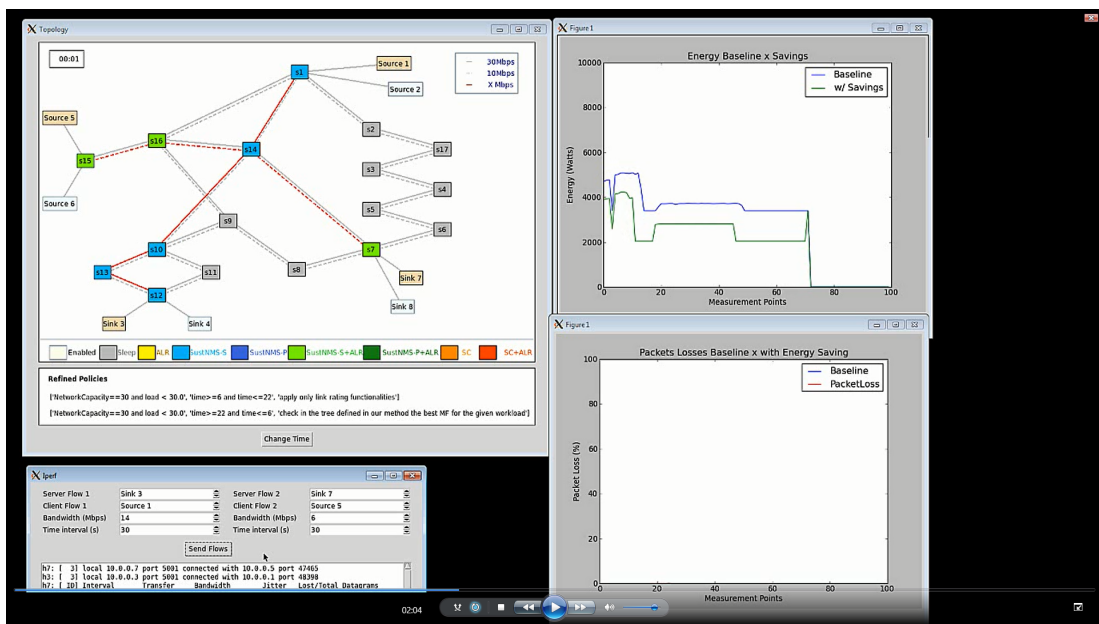 Topology
00:01
30Mbps
10Mbps
X Mbps
s1
Source 1
Source 2
Source 5
s16
s14
s2
s17
s15
s3
s4
Source 6
s5
s9
s6
s10
s7
s13
s11
s8
Sink 7
s12
Sink 8
Sink 3
Sink 4
Enabled
Sleep
ALR
SustNMS-S
SustNMS-P
SustNMS-S+ALR
SustNMS-P+ALR
SC
SC+ALR
Refined Policies
['NetworkCapacity==30 and load < 30.0', 'time>=6 and time<=22', 'apply only link rating functionalities']
['NetworkCapacity==30 and load < 30.0', 'time>=22 and time<=6', 'check in the tree defined in our method the best MF for the given workload']
Change Time
Figure 1
Energy Baseline x Savings
Baseline
w/ Savings
Energy (Watts)
10000
8000
6000
4000
2000
0
0 20 40 60 80 100
Measurement Points
Figure 1
Packets Losses Baseline x with Energy Saving
Baseline
PacketLoss
Packet Loss (%)
100
80
60
40
20
0
0 20 40 60 80 100
Measurement Points
Iperf
Server Flow 1 Sink 3 Server Flow 2 Sink 7
Client Flow 1 Source 1 Client Flow 2 Source 5
Bandwidth (Mbps) 14 Bandwidth (Mbps) 6
Time interval (s) 30 Time interval (s) 30
Send Flows
h7: [ 3] local 10.0.0.7 port 5001 connected with 10.0.0.5 port 47465
h3: [ 3] local 10.0.0.3 port 5001 connected with 10.0.0.1 port 48398
h7: [ ID] Interval Transfer Bandwidth Jitter Lost/Total Datagrams
02:04